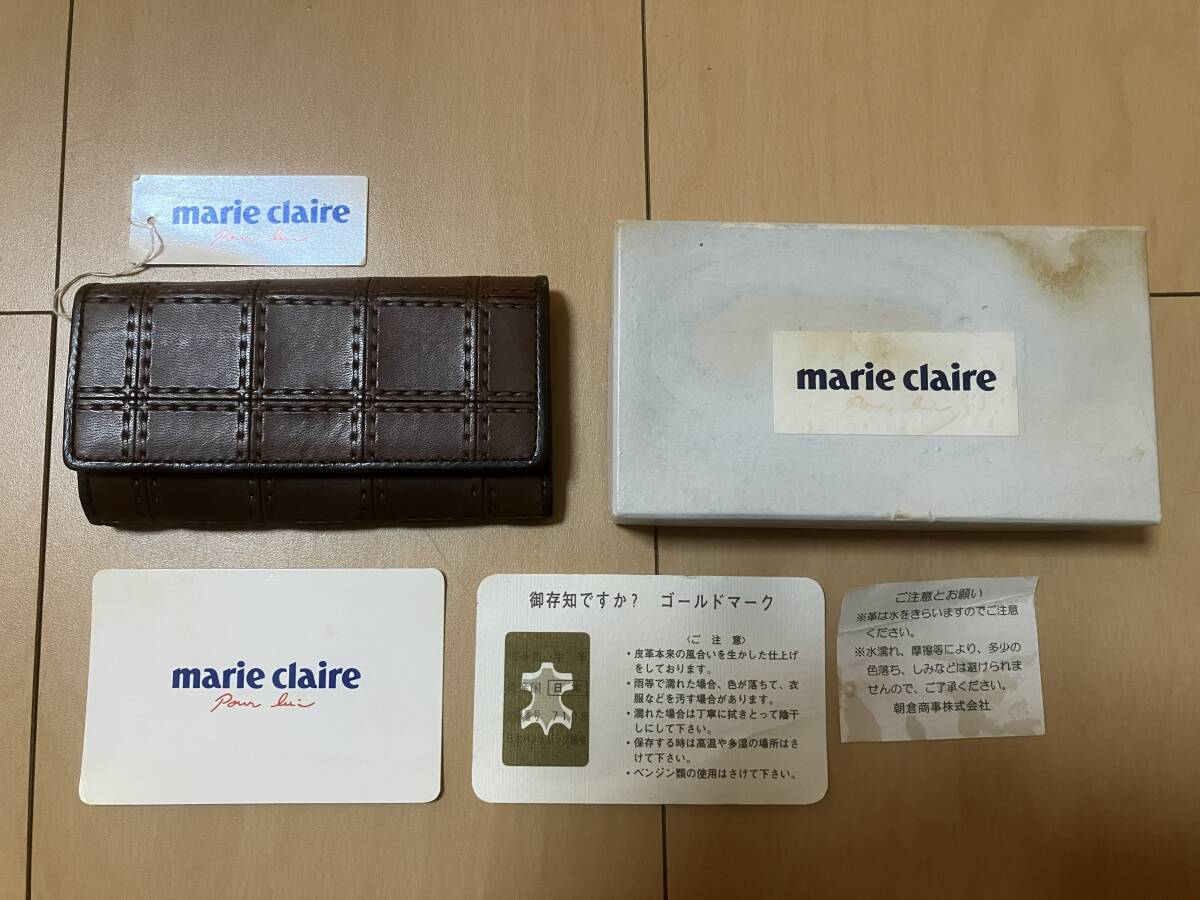 marie claire
Pour lui
marie claire
Pour lui
marie claire
Pour lui
御存知ですか? ゴールドマーク
〈ご 注 意〉
・皮革本来の風合いを生かした仕上げ
をしております。
・雨等で濡れた場合、色が落ちて、衣
服などを汚す場合があります。
・濡れた場合は丁寧に拭きとって陰干
しにして下さい。
・保存する時は高温や多湿の場所はさ
けて下さい。
・ベンジン類の使用はさけて下さい。
牛 革
国 日本
号 710
ご注意とお願い
※革は水をきらいますのでご注意
ください。
※水濡れ、摩擦等により、多少の
色落ち、しみなどは避けられま
せんので、ご了承ください。
朝倉商事株式会社